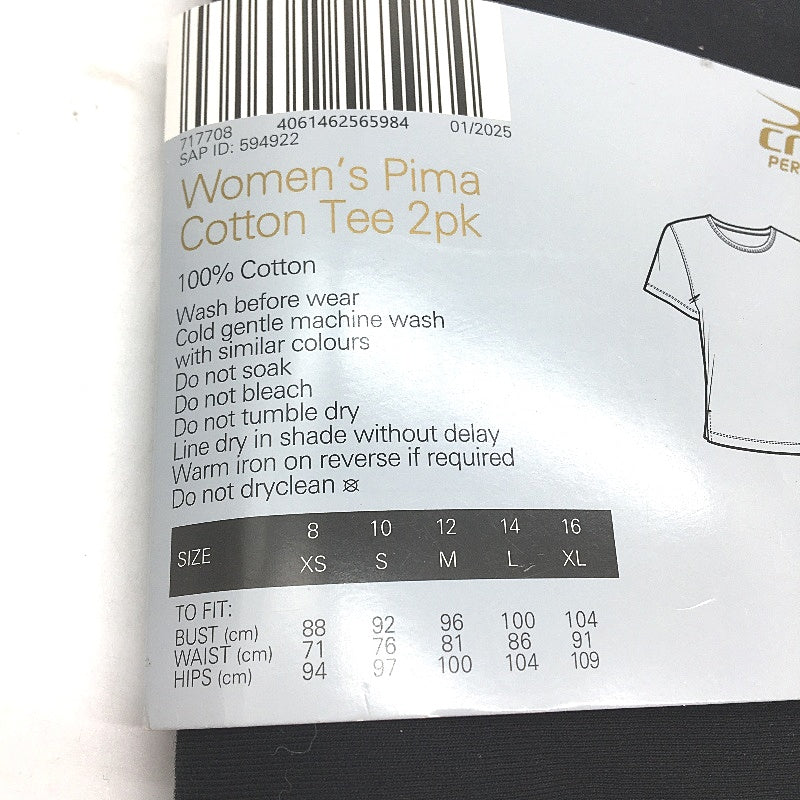 717708 4061462565984 01/2025
SAP ID: 594922
Women's Pima
Cotton Tee 2pk
100% Cotton
Wash before wear
Cold gentle machine wash
with similar colours
Do not soak
Do not bleach
Do not tumble dry
Line dry in shade without delay
Warm iron on reverse if required
Do not dryclean
SIZE 8 10 12 14 16
XS S M L XL
TO FIT:
BUST (cm) 88 92 96 100 104
WAIST (cm) 71 76 81 86 91
HIPS (cm) 94 97 100 104 109